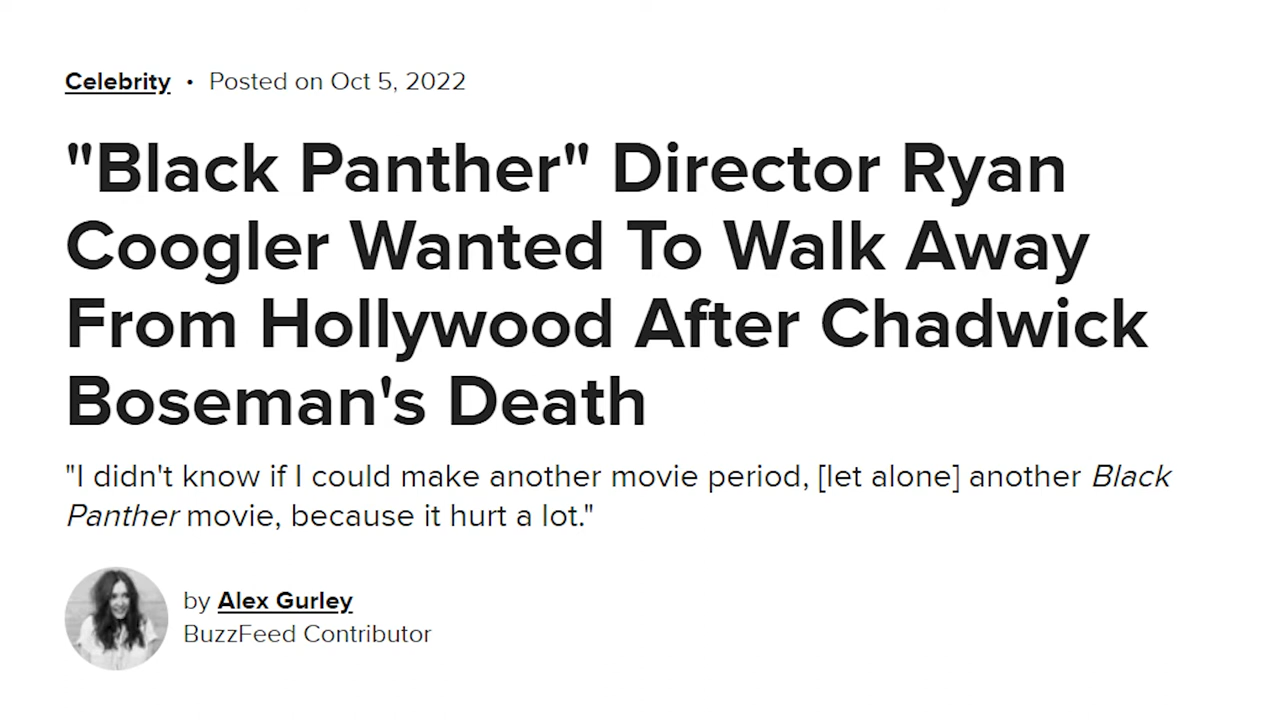 Celebrity • Posted on Oct 5, 2022
"Black Panther" Director Ryan
Coogler Wanted To Walk Away
From Hollywood After Chadwick
Boseman's Death
"I didn't know if I could make another movie period, [let alone] another Black
Panther movie, because it hurt a lot."
by Alex Gurley
BuzzFeed Contributor